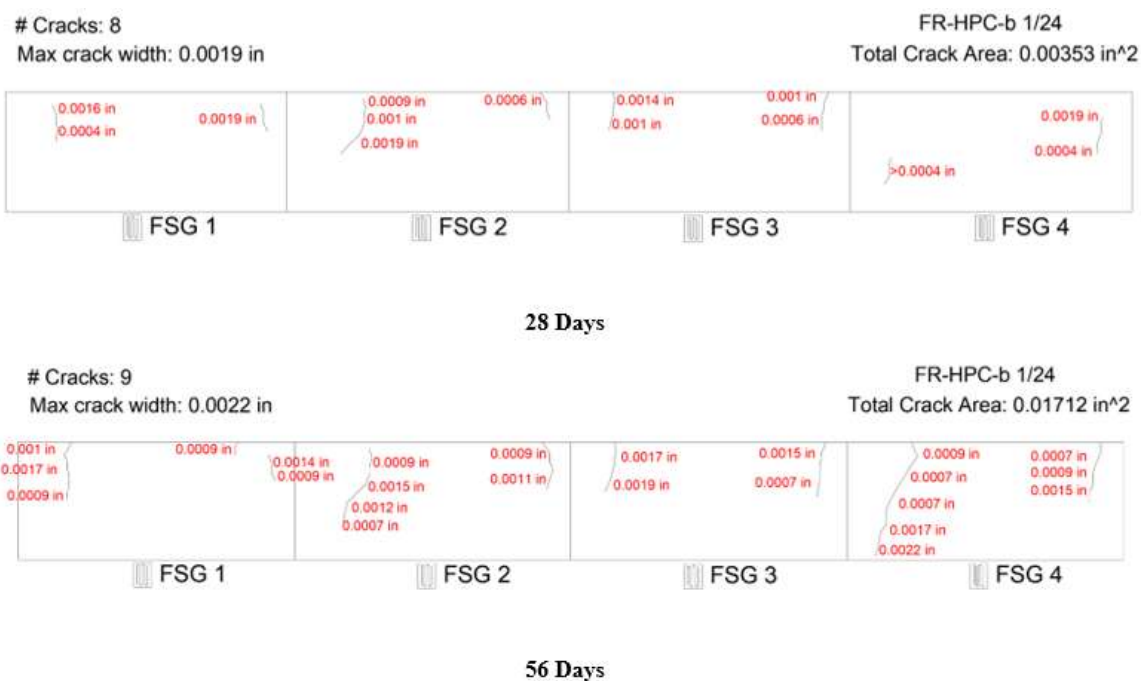 # Cracks: 8
FR-HPC-b 1/24
Max crack width: 0.0019 in
Total Crack Area: 0.00353 in^2
0.0016 in
0.0004 in
0.0019 in
0.0009 in
0.001 in
0.0019 in
0.0006 in
0.0014 in
0.001 in
0.001 in
0.0006 in
>0.0004 in
0.0019 in
0.0004 in
FSG 1
FSG 2
FSG 3
FSG 4
28 Days
# Cracks: 9
FR-HPC-b 1/24
Max crack width: 0.0022 in
Total Crack Area: 0.01712 in^2
0.001 in
0.0017 in
0.0009 in
0.0009 in
0.0014 in
0.0009 in
0.0009 in
0.0015 in
0.0012 in
0.0007 in
0.0009 in
0.0011 in
0.0017 in
0.0019 in
0.0015 in
0.0007 in
0.0009 in
0.0007 in
0.0007 in
0.0017 in
0.0022 in
0.0007 in
0.0009 in
0.0015 in
FSG 1
FSG 2
FSG 3
FSG 4
56 Days